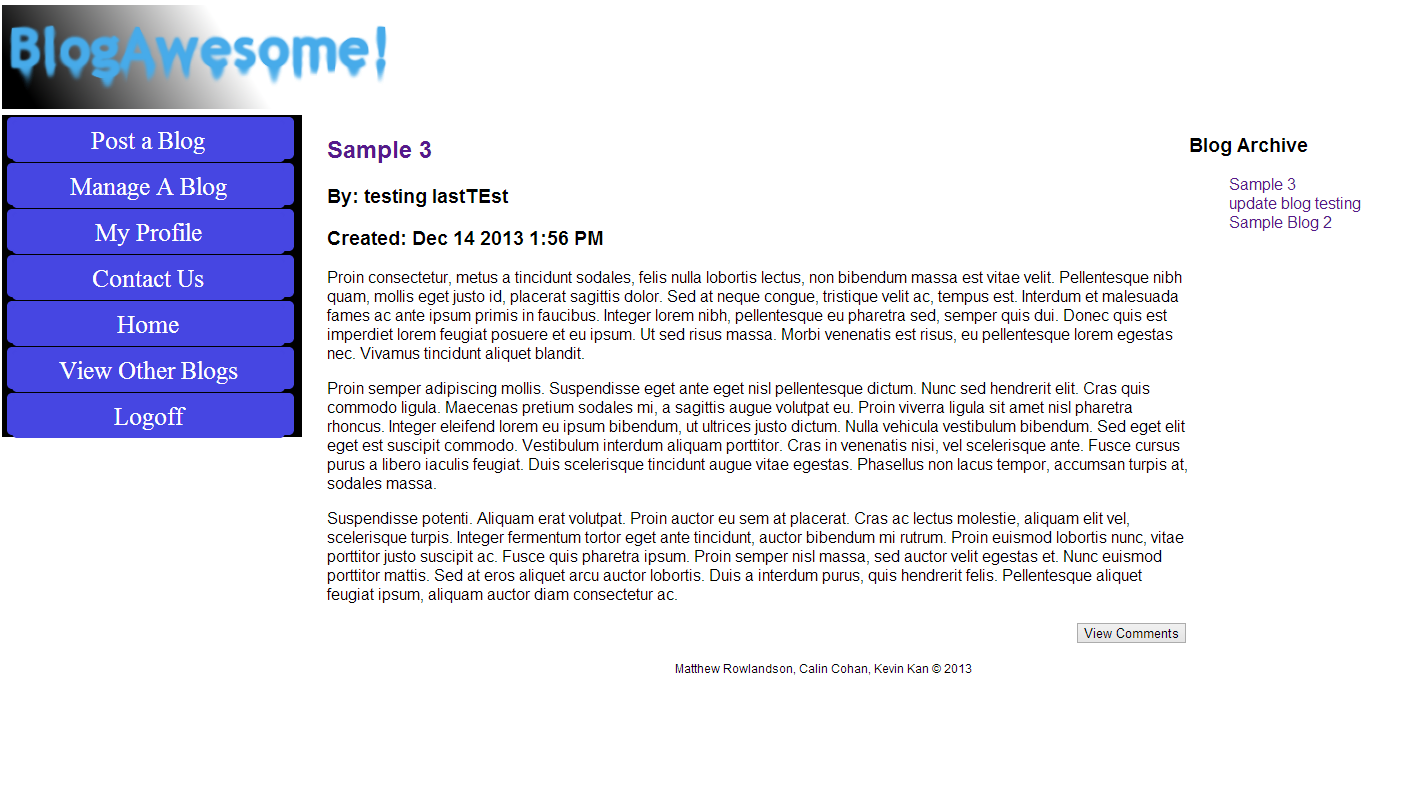 BlogAwesome!
Post a Blog
Manage A Blog
My Profile
Contact Us
Home
View Other Blogs
Logoff
Sample 3
By: testing lastTEst
Created: Dec 14 2013 1:56 PM
Proin consectetur, metus a tincidunt sodales, felis nulla lobortis lectus, non bibendum massa est vitae velit. Pellentesque nibh
quam, mollis eget justo id, placerat sagittis dolor. Sed at neque congue, tristique velit ac, tempus est. Interdum et malesuada
fames ac ante ipsum primis in faucibus. Integer lorem nibh, pellentesque eu pharetra sed, semper quis dui. Donec quis est
imperdiet lorem feugiat posuere et eu ipsum. Ut sed risus massa. Morbi venenatis est risus, eu pellentesque lorem egestas
nec. Vivamus tincidunt aliquet blandit.
Proin semper adipiscing mollis. Suspendisse eget ante eget nisl pellentesque dictum. Nunc sed hendrerit elit. Cras quis
commodo ligula. Maecenas pretium sodales mi, a sagittis augue volutpat eu. Proin viverra ligula sit amet nisl pharetra
rhoncus. Integer eleifend lorem eu ipsum bibendum, ut ultrices justo dictum. Nulla vehicula vestibulum bibendum. Sed eget elit
eget est suscipit commodo. Vestibulum interdum aliquam porttitor. Cras in venenatis nisi, vel scelerisque ante. Fusce cursus
purus a libero iaculis feugiat. Duis scelerisque tincidunt augue vitae egestas. Phasellus non lacus tempor, accumsan turpis at,
sodales massa.
Suspendisse potenti. Aliquam erat volutpat. Proin auctor eu sem at placerat. Cras ac lectus molestie, aliquam elit vel,
scelerisque turpis. Integer fermentum tortor eget ante tincidunt, auctor bibendum mi rutrum. Proin euismod lobortis nunc, vitae
porttitor justo suscipit ac. Fusce quis pharetra ipsum. Proin semper nisl massa, sed auctor velit egestas et. Nunc euismod
porttitor mattis. Sed at eros aliquet arcu auctor lobortis. Duis a interdum purus, quis hendrerit felis. Pellentesque aliquet
feugiat ipsum, aliquam auctor diam consectetur ac.
View Comments
Blog Archive
Sample 3
update blog testing
Sample Blog 2
Matthew Rowlandson, Calin Cohan, Kevin Kan © 2013